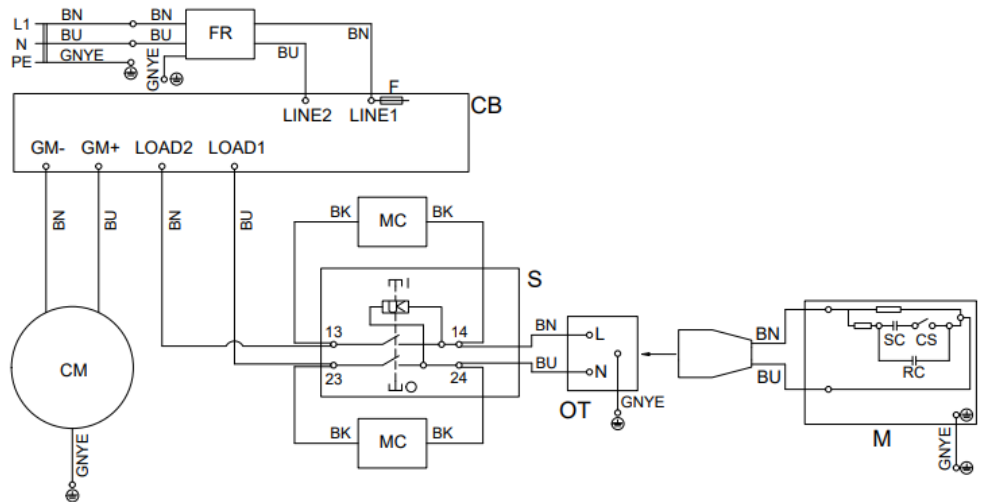 L1 BN BN
N BU BU FR
PE GNYE
GNYE
BU
BN
F
LINE2 LINE1 CB
GM- GM+ LOAD2 LOAD1
BN BU BN BU
BK MC BK
S
I
13 14
23 24
O
BK MC BK
BN
BU
L
N
OT
GNYE
BN
BU
SC CS
RC
M
GNYE
CM
GNYE